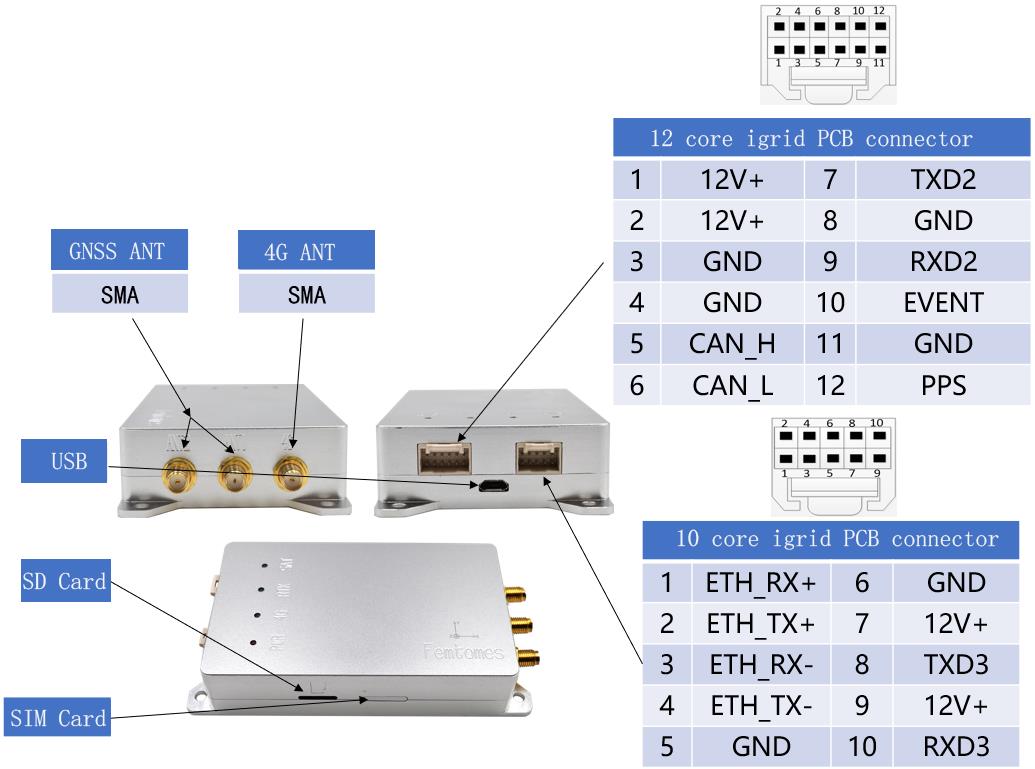 2 4 6 8 10 12
1 3 5 7 9 11
12 core igrid PCB connector
1 12V+ 7 TXD2
2 12V+ 8 GND
3 GND 9 RXD2
4 GND 10 EVENT
5 CAN_H 11 GND
6 CAN_L 12 PPS
GNSS ANT
SMA
4G ANT
SMA
USB
2 4 6 8 10
1 3 5 7 9
10 core igrid PCB connector
1 ETH_RX+ 6 GND
2 ETH_TX+ 7 12V+
3 ETH_RX- 8 TXD3
4 ETH_TX- 9 12V+
5 GND 10 RXD3
SD Card
SIM Card
PWR 4G RTK SAT
Femtomes